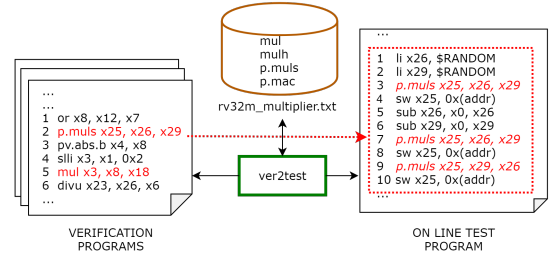 ...
...
1 or x8, x12, x7
2 p.muls x25, x26, x29
3 pv.abs.b x4, x8
4 slli x3, x1, 0x2
5 mul x3, x8, x18
6 divu x23, x26, x6
...
VERIFICATION
PROGRAMS
mul
mulh
p.muls
p.mac
rv32m_multiplier.txt
ver2test
...
1 li x26, $RANDOM
2 li x29, $RANDOM
3 p.muls x25, x26, x29
4 sw x25, 0x(addr)
5 sub x26, x0, x26
6 sub x29, x0, x29
7 p.muls x25, x26, x29
8 sw x25, 0x(addr)
9 p.muls x25, x29, x26
10 sw x25, 0x(addr)
...
ON LINE TEST
PROGRAM